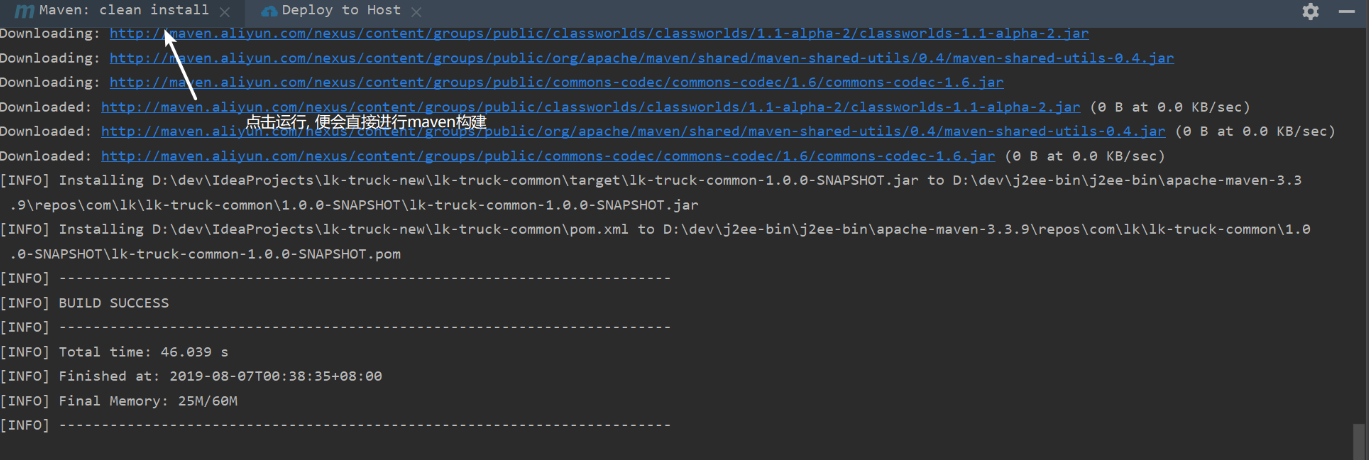 Maven: clean install
Deploy to Host
Downloading: http://maven.aliyun.com/nexus/content/groups/public/classworlds/classworlds/1.1-alpha-2/classworlds-1.1-alpha-2.jar
Downloading: http://maven.aliyun.com/nexus/content/groups/public/org/apache/maven/shared/maven-shared-utils/0.4/maven-shared-utils-0.4.jar
Downloading: http://maven.aliyun.com/nexus/content/groups/public/commons-codec/commons-codec/1.6/commons-codec-1.6.jar
Downloaded: http://maven.aliyun.com/nexus/content/groups/public/classworlds/classworlds/1.1-alpha-2/classworlds-1.1-alpha-2.jar (0 B at 0.0 KB/sec)
点击运行, 便会直接进行maven构建
Downloaded: http://maven.aliyun.com/nexus/content/groups/public/org/apache/maven/shared/maven-shared-utils/0.4/maven-shared-utils-0.4.jar (0 B at 0.0 KB/sec)
Downloaded: http://maven.aliyun.com/nexus/content/groups/public/commons-codec/commons-codec/1.6/commons-codec-1.6.jar (0 B at 0.0 KB/sec)
[INFO] Installing D:\dev\IdeaProjects\lk-truck-new\lk-truck-common\target\lk-truck-common-1.0.0-SNAPSHOT.jar to D:\dev\j2ee-bin\j2ee-bin\apache-maven-3.3
.9\repos\com\lk\lk-truck-common\1.0.0-SNAPSHOT\lk-truck-common-1.0.0-SNAPSHOT.jar
[INFO] Installing D:\dev\IdeaProjects\lk-truck-new\lk-truck-common\pom.xml to D:\dev\j2ee-bin\j2ee-bin\apache-maven-3.3.9\repos\com\lk\lk-truck-common\1.0
.0-SNAPSHOT\lk-truck-common-1.0.0-SNAPSHOT.pom
[INFO] ------------------------------------------------------------------------
[INFO] BUILD SUCCESS
[INFO] ------------------------------------------------------------------------
[INFO] Total time: 46.039 s
[INFO] Finished at: 2019-08-07T00:38:35+08:00
[INFO] Final Memory: 25M/60M
[INFO] ------------------------------------------------------------------------